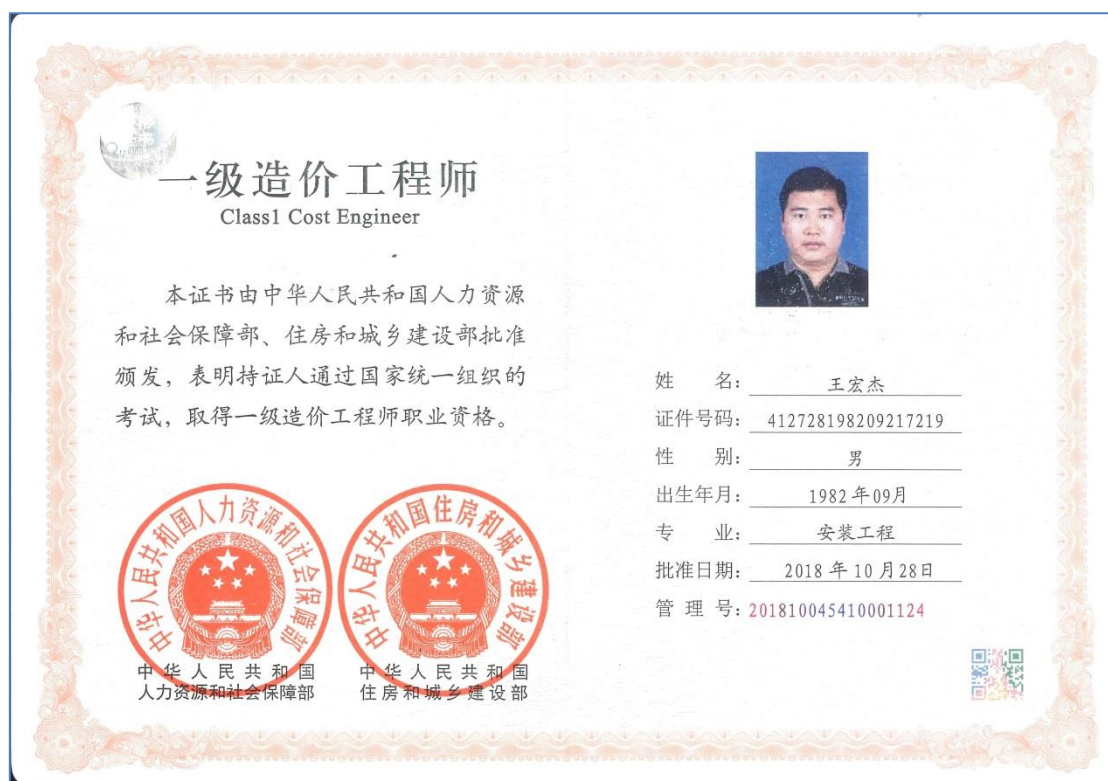 一级造价工程师
Class1 Cost Engineer
本证书由中华人民共和国人力资源
和社会保障部、住房和城乡建设部批准
颁发，表明持证人通过国家统一组织的
考试，取得一级造价工程师职业资格。
中华人民共和国人力资源和社会保障部
中华人民共和国
人力资源和社会保障部
中华人民共和国住房和城乡建设部
中华人民共和国
住房和城乡建设部
姓 名： 王宏杰
证件号码： 412728198209217219
性 别： 男
出生年月： 1982年09月
专 业： 安装工程
批准日期： 2018年10月28日
管 理 号：201810045410001124